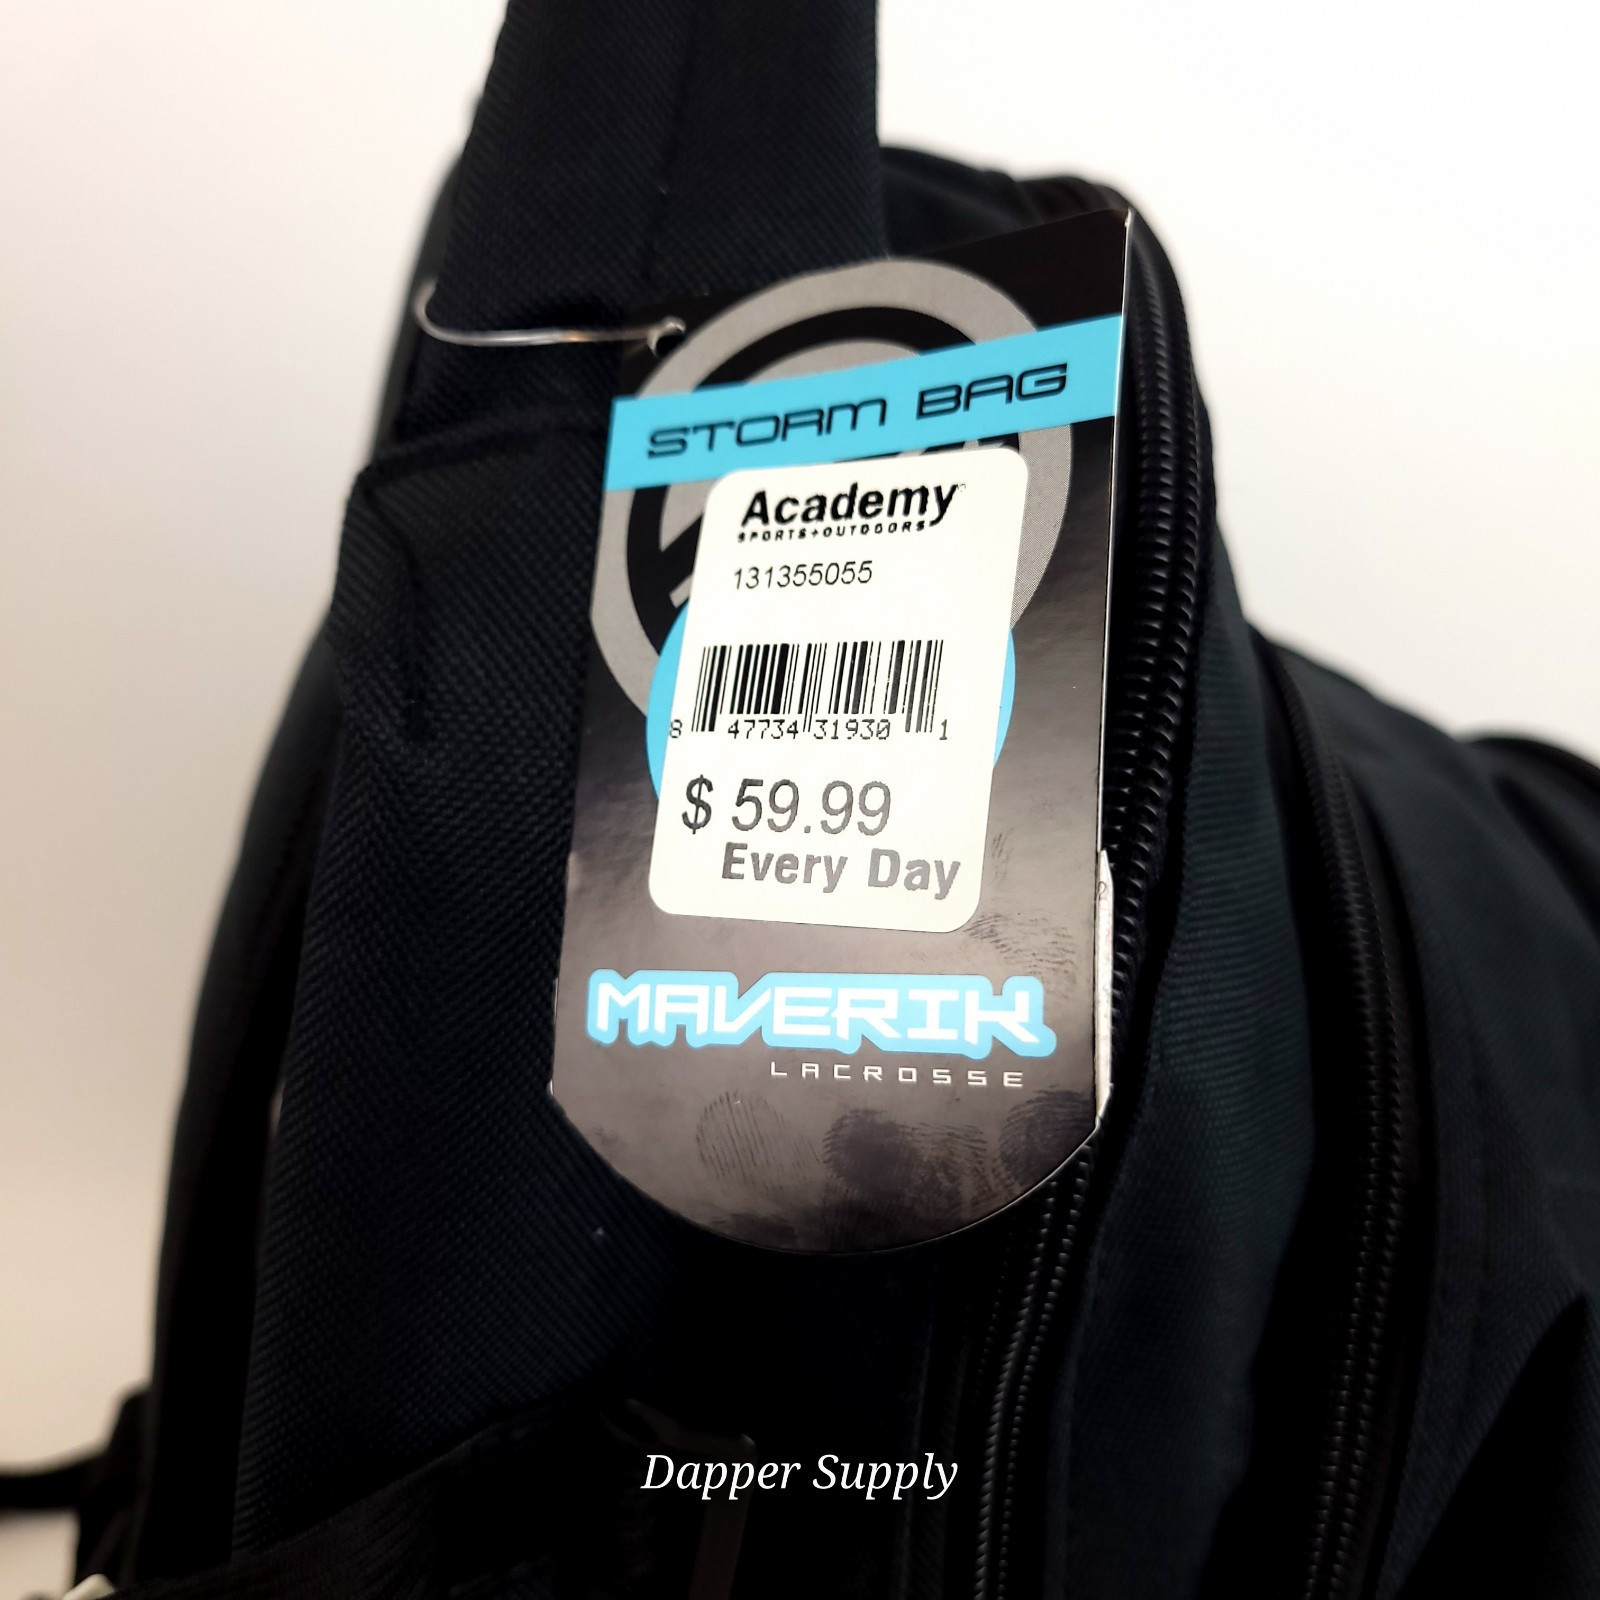 STORM BAG
Academy
SPORTS+OUTDOORS
131355055
8 47734 31930 1
$ 59.99
Every Day
MAVERIK
LACROSSE
Dapper Supply